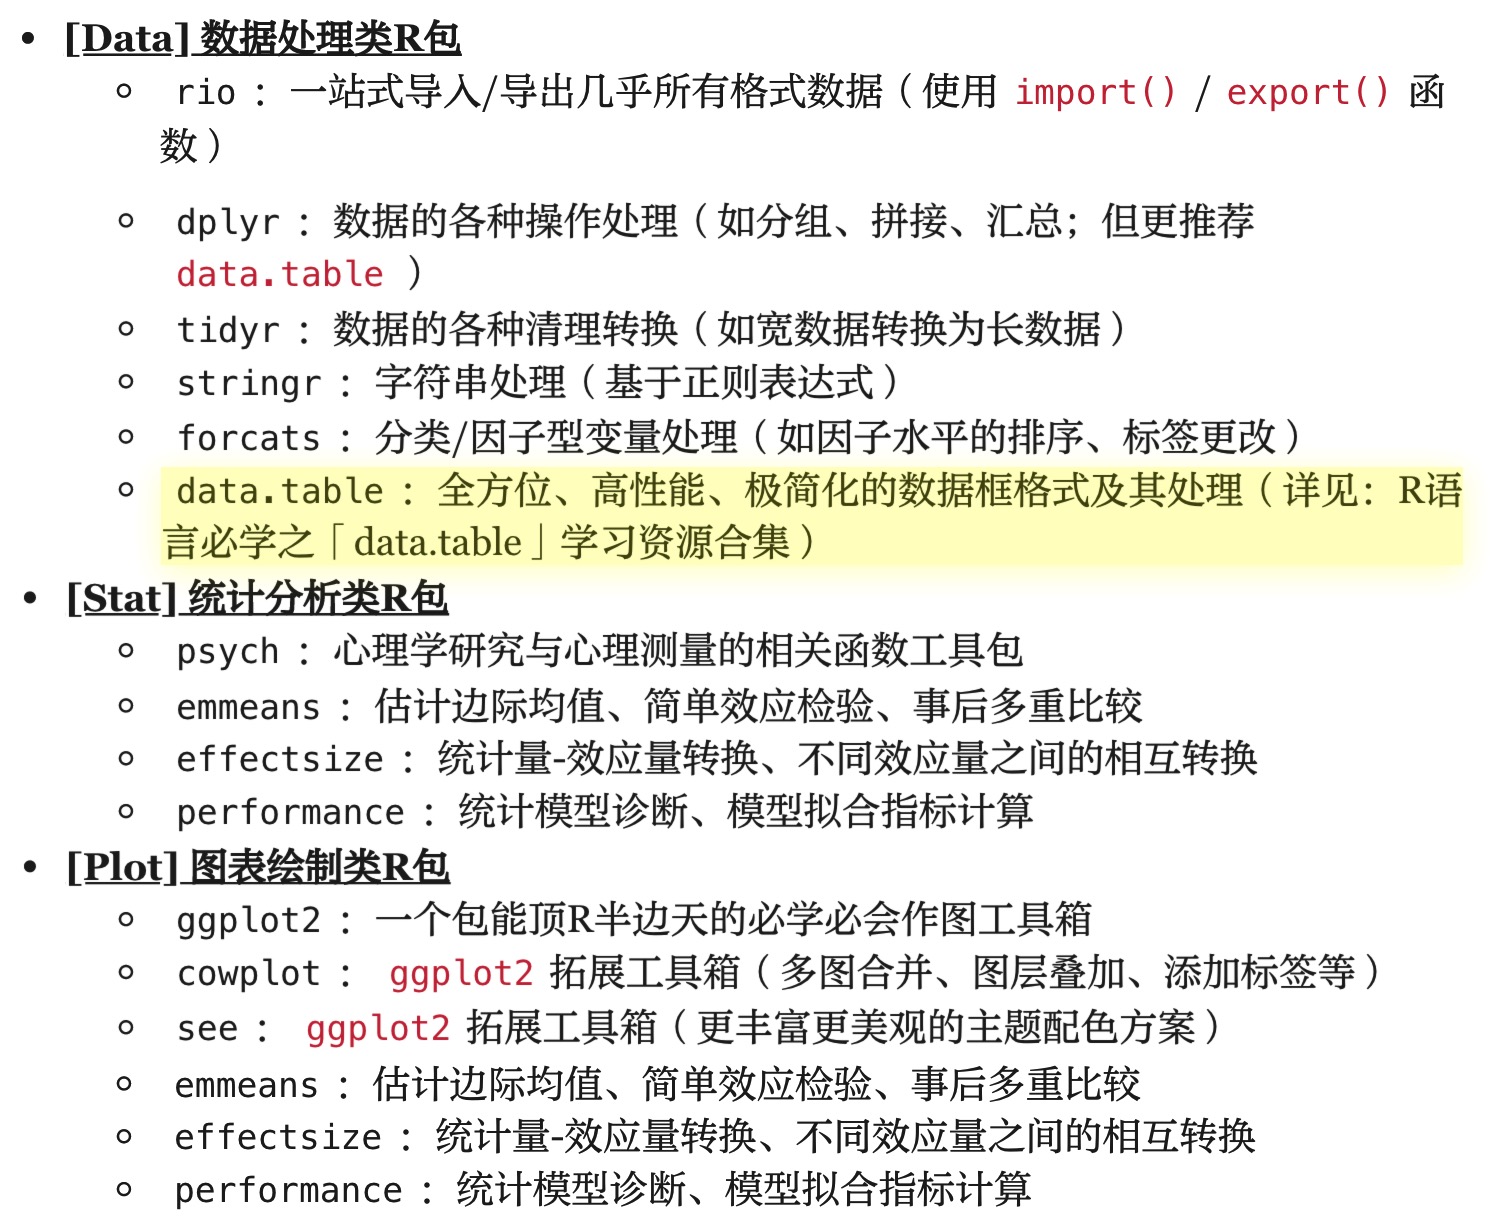 • [Data] 数据处理类R包
○ rio ：一站式导入/导出几乎所有格式数据（使用 import() / export() 函
数）
○ dplyr ：数据的各种操作处理（如分组、拼接、汇总；但更推荐
data.table ）
○ tidyr ：数据的各种清理转换（如宽数据转换为长数据）
○ stringr ：字符串处理（基于正则表达式）
○ forcats ：分类/因子型变量处理（如因子水平的排序、标签更改）
○ data.table ：全方位、高性能、极简化的数据框格式及其处理（详见：R语
言必学之「data.table」学习资源合集）
• [Stat] 统计分析类R包
○ psych ：心理学研究与心理测量的相关函数工具包
○ emmeans ：估计边际均值、简单效应检验、事后多重比较
○ effectsize ：统计量-效应量转换、不同效应量之间的相互转换
○ performance ：统计模型诊断、模型拟合指标计算
• [Plot] 图表绘制类R包
○ ggplot2 ：一个包能顶R半边天的必学必会作图工具箱
○ cowplot ： ggplot2 拓展工具箱（多图合并、图层叠加、添加标签等）
○ see ： ggplot2 拓展工具箱（更丰富更美观的主题配色方案）
○ emmeans ：估计边际均值、简单效应检验、事后多重比较
○ effectsize ：统计量-效应量转换、不同效应量之间的相互转换
○ performance ：统计模型诊断、模型拟合指标计算